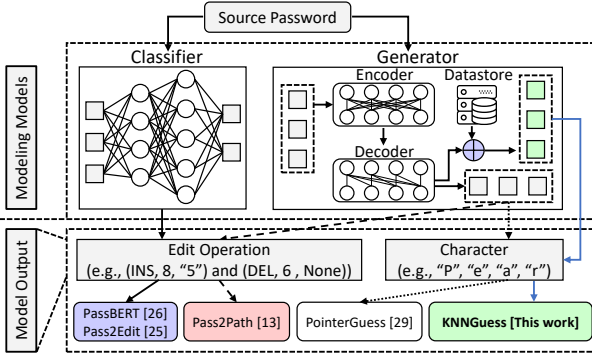 Source Password
Classifier
Generator
Modeling Models
Encoder
Datastore
Decoder
Model Output
Edit Operation
(e.g., (INS, 8, “5”) and (DEL, 6 , None))
Character
(e.g., “P”, “e”, “a”, “r”)
PassBERT [26]
Pass2Edit [25]
Pass2Path [13]
PointerGuess [29]
KNNGuess [This work]